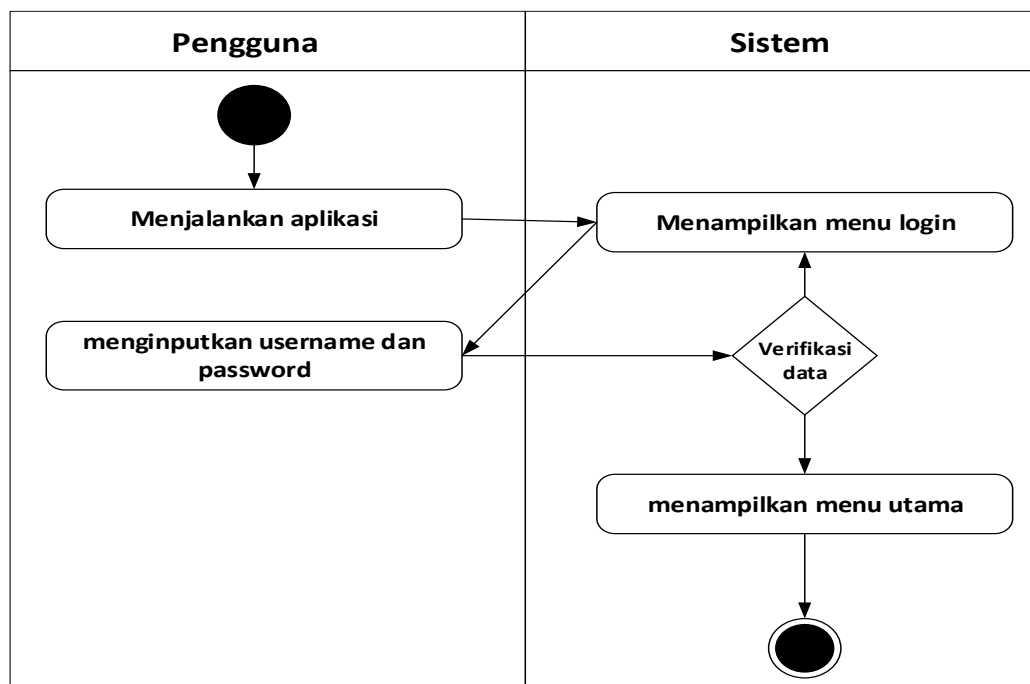 Pengguna
Sistem
Menjalankan aplikasi
Menampilkan menu login
menginputkan username dan
password
Verifikasi
data
menampilkan menu utama